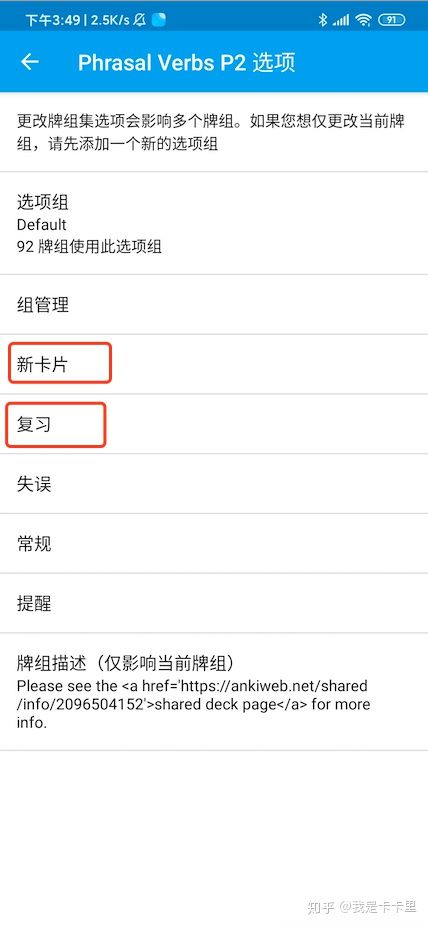 下午3:49 | 2.5K/s
91
Phrasal Verbs P2 选项
更改牌组集选项会影响多个牌组。如果您想仅更改当前牌
组，请先添加一个新的选项组
选项组
Default
92 牌组使用此选项组
组管理
新卡片
复习
失误
常规
提醒
牌组描述（仅影响当前牌组）
Please see the <a href='https://ankiweb.net/shared
/info/2096504152'>shared deck page</a> for more
info.
知乎 @我是卡卡里